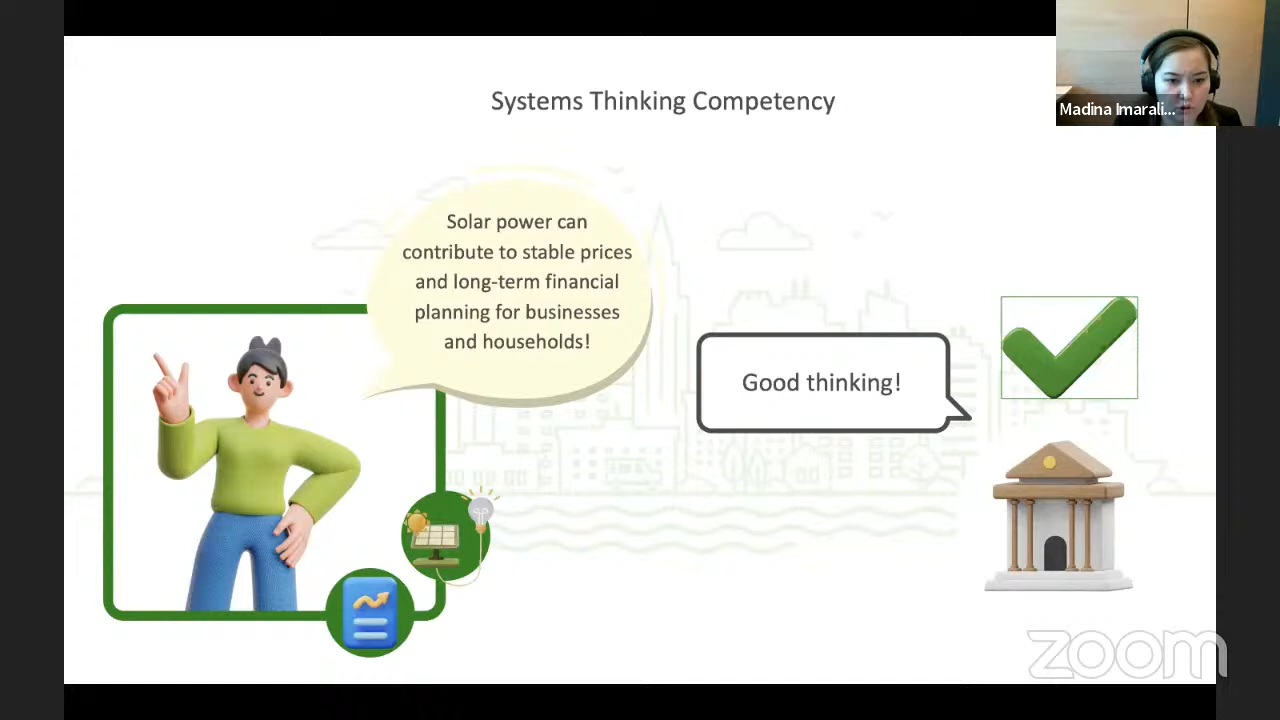 Systems Thinking Competency
Madina Imarali...
Solar power can
contribute to stable prices
and long-term financial
planning for businesses
and households!
Good thinking!
zoom